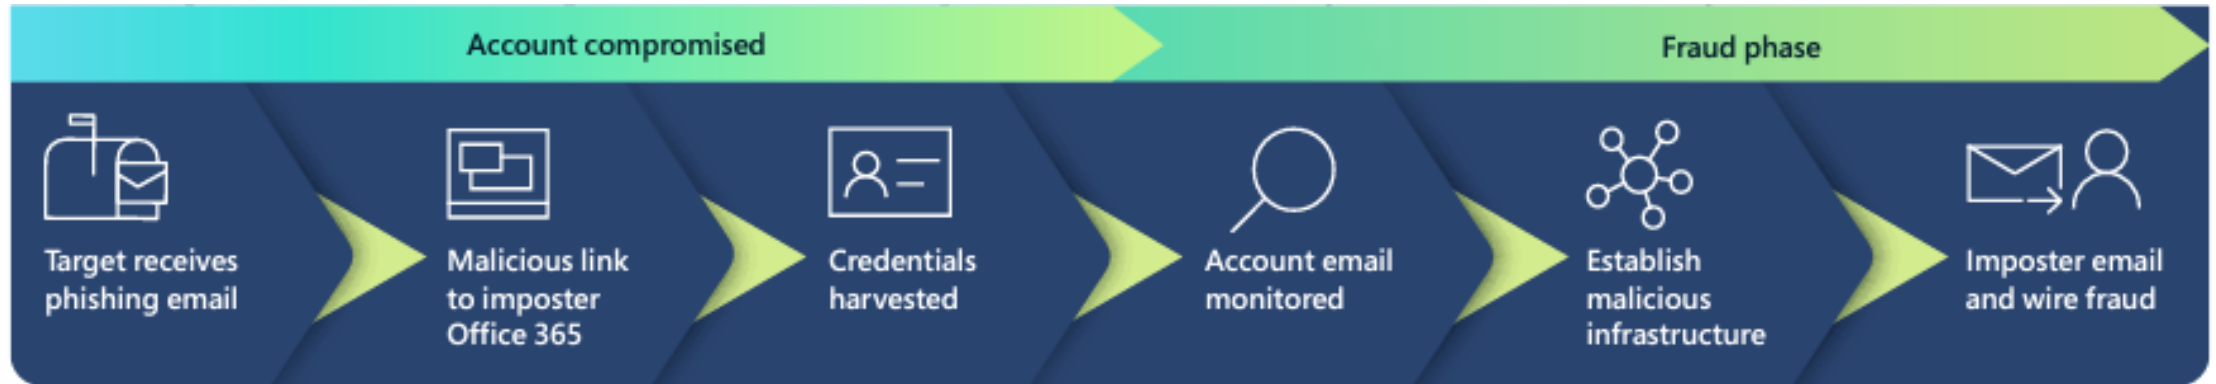 Account compromised
Fraud phase
Target receives
phishing email
Malicious link
to imposter
Office 365
Credentials
harvested
Account email
monitored
Establish
malicious
infrastructure
Imposter email
and wire fraud